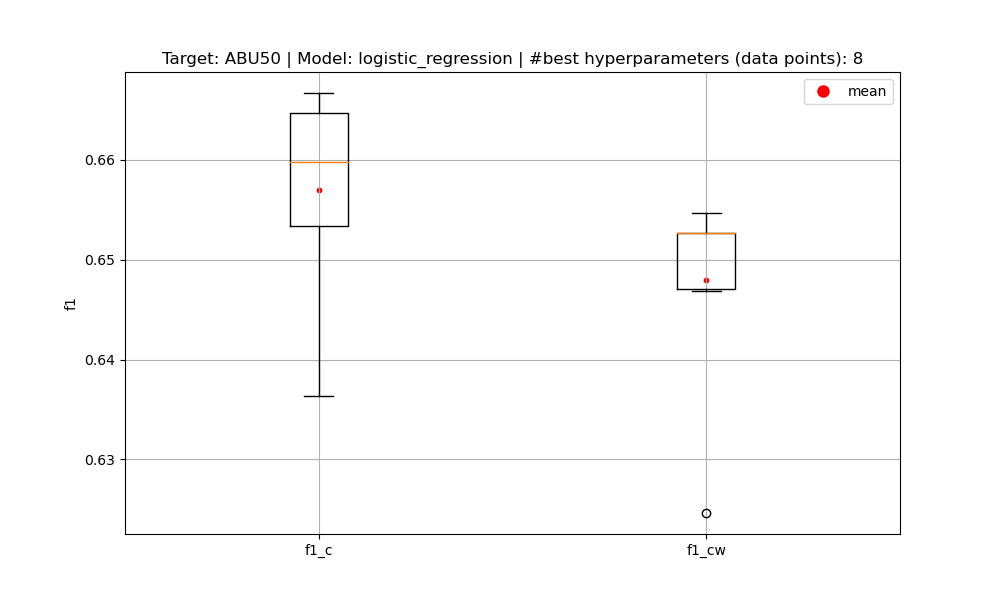 Target: ABU50 | Model: logistic_regression | #best hyperparameters (data points): 8
mean
0.66
0.65
0.64
0.63
f1
f1_c
f1_cw